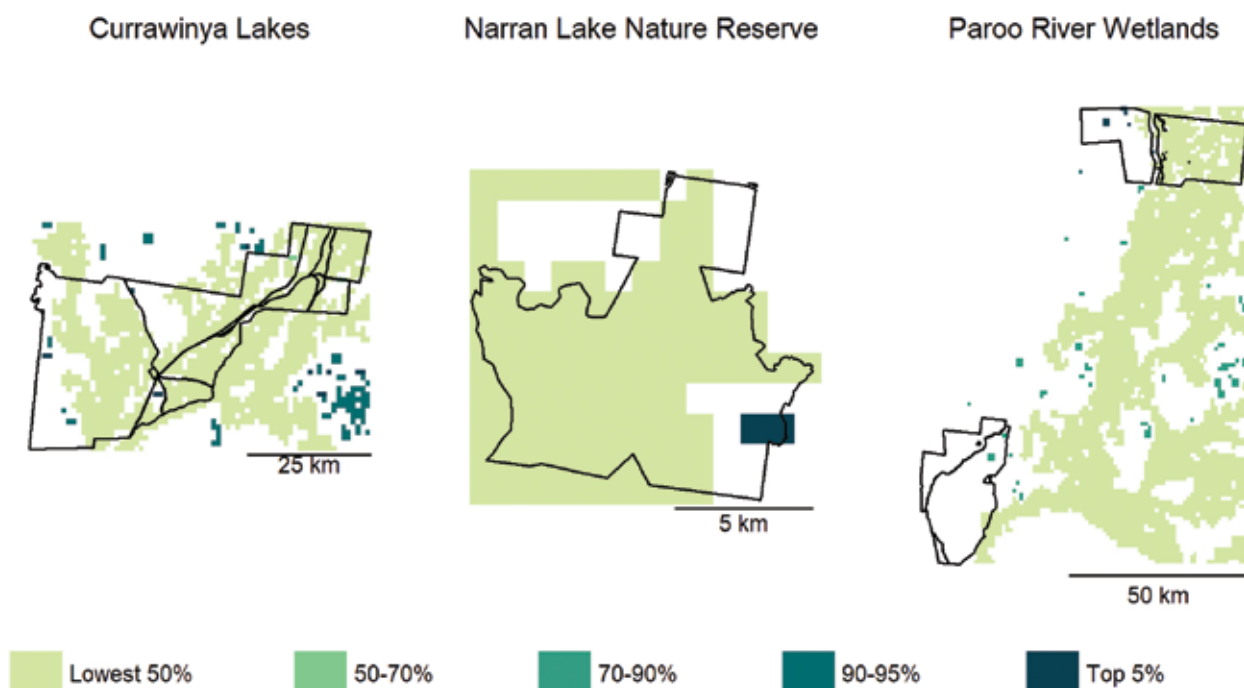 Currawinya Lakes
Narran Lake Nature Reserve
Paroo River Wetlands
25 km
5 km
50 km
Lowest 50%
50-70%
70-90%
90-95%
Top 5%